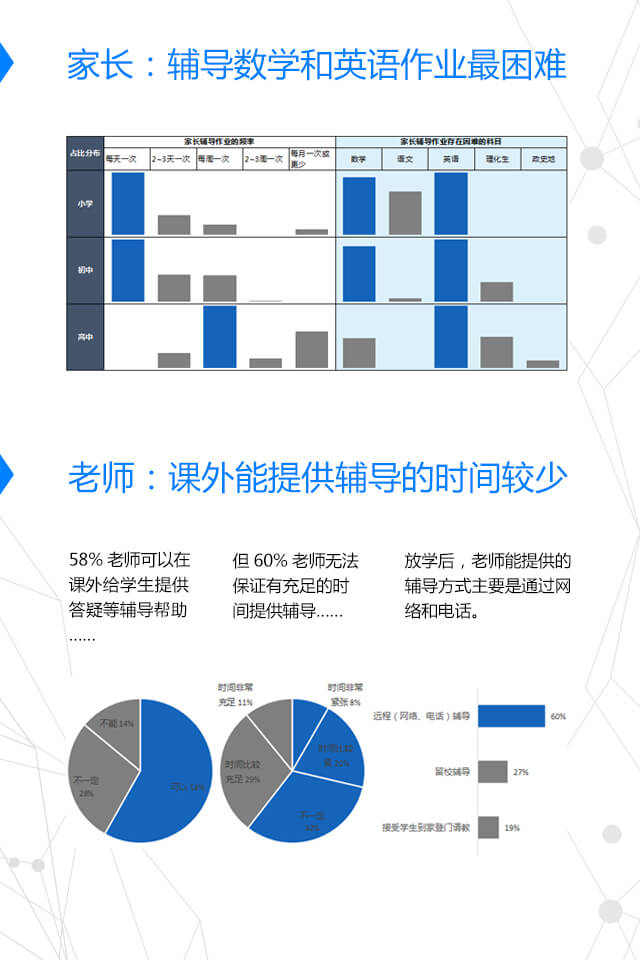 家长：辅导数学和英语作业最困难
占比分布
家长辅导作业的频率
家长辅导作业存在困难的科目
每天一次
2~3天一次
每周一次
2~3周一次
每月一次或
更少
数学
语文
英语
理化生
政史地
小学
初中
高中
老师：课外能提供辅导的时间较少
58% 老师可以在
课外给学生提供
答疑等辅导帮助
......
但 60% 老师无法
保证有充足的时
间提供辅导......
放学后，老师能提供的
辅导方式主要是通过网
络和电话。
不能 14%
不一定
28%
可以 58%
时间非常
充足 11%
时间非常
紧张 8%
时间比较
充足 29%
时间比较
不一定
远程（网络、电话）辅导
60%
留校辅导
27%
接受学生到家登门请教
19%